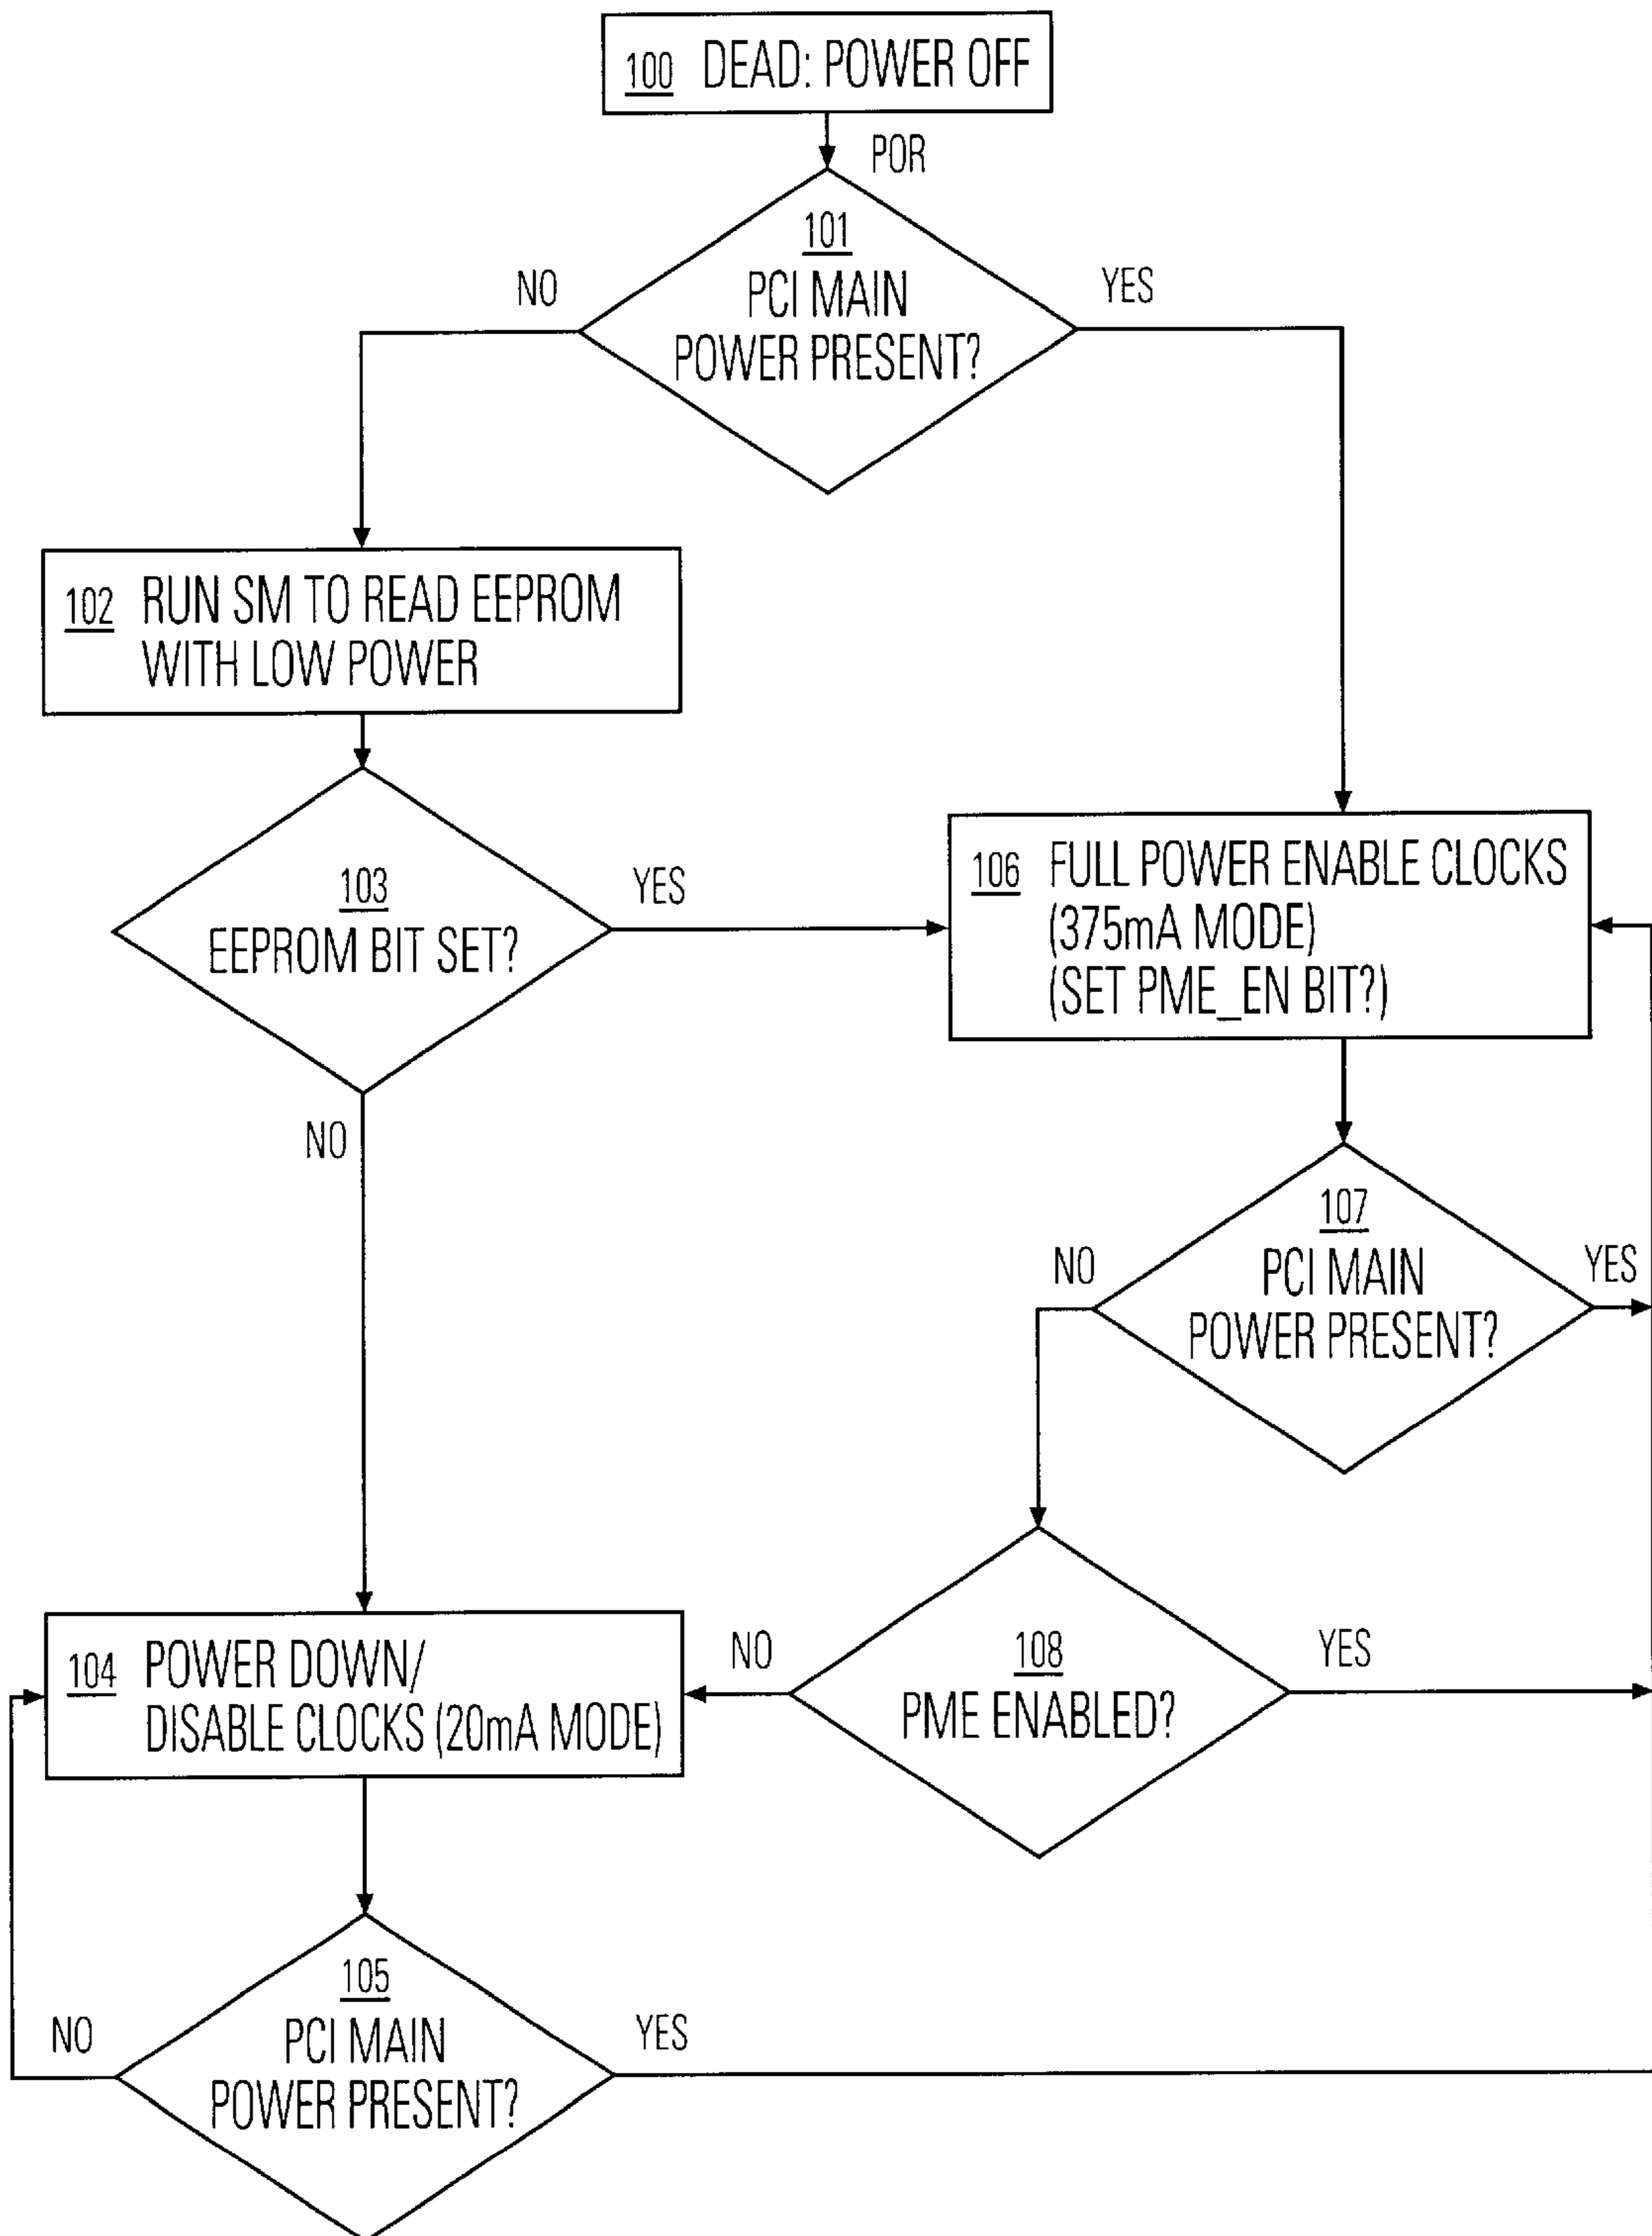 100 DEAD: POWER OFF
POR
101
PCI MAIN
POWER PRESENT?
NO
YES
102 RUN SM TO READ EEPROM
WITH LOW POWER
103
EEPROM BIT SET?
YES
NO
106 FULL POWER ENABLE CLOCKS
(375mA MODE)
(SET PME_EN BIT?)
107
PCI MAIN
POWER PRESENT?
NO
YES
108
PME ENABLED?
NO
YES
104 POWER DOWN/
DISABLE CLOCKS (20mA MODE)
105
PCI MAIN
POWER PRESENT?
NO
YES